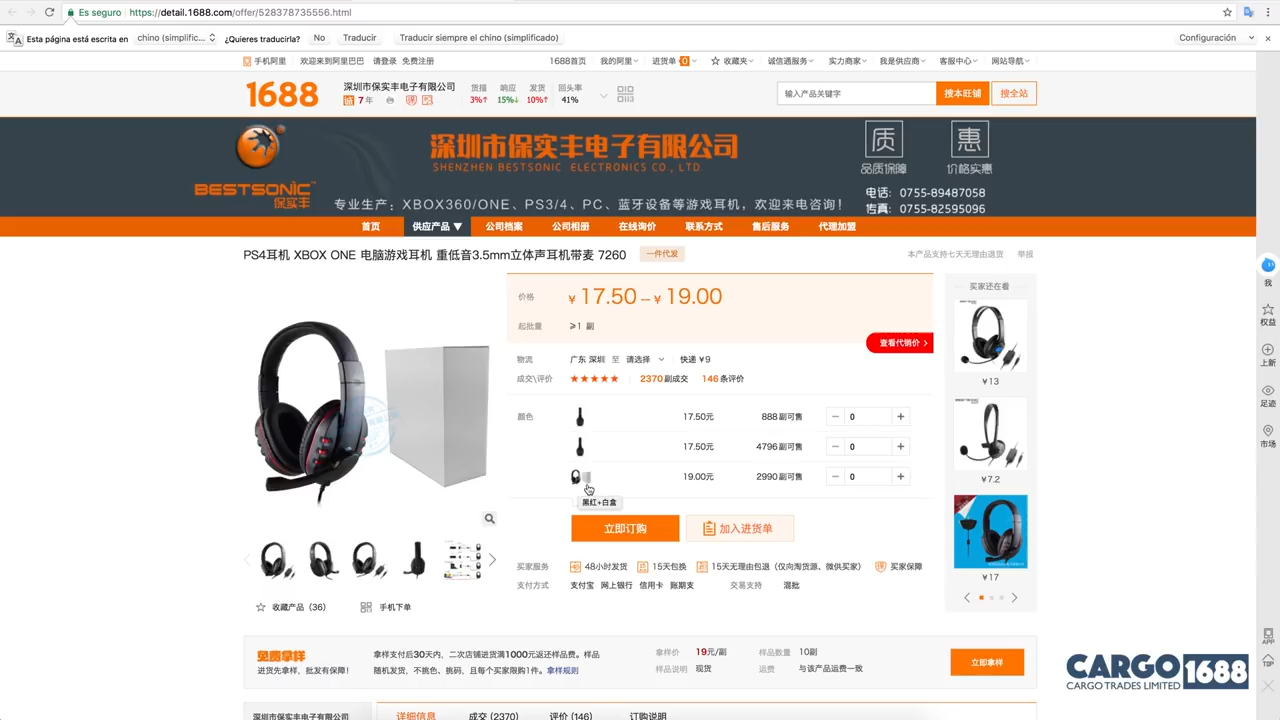 Es seguro https://detail.1688.com/offer/528378735556.html
Esta página está escrita en chino (simplific... ¿Quieres traducirla? No Traducir Traducir siempre el chino (simplificado) Configuración
手机阿里 欢迎来到阿里巴巴 请登录 免费注册 1688首页 我的阿里 进货单 0 收藏夹 诚信通服务 实力商家 我是供应商 客服中心 网站导航
1688 深圳市保实丰电子有限公司 货描 响应 发货 回头率
7年 3% 15% 10% 41%
输入产品关键字 搜本旺铺 搜全站
深圳市保实丰电子有限公司 质 惠
SHENZHEN BESTSONIC ELECTRONICS CO., LTD. 品质保障 价格实惠
BESTSONIC 保实丰
专业生产：XBOX360/ONE、PS3/4、PC、蓝牙设备等游戏耳机，欢迎来电咨询！
电话：0755-89487058
传真：0755-82595096
首页 供应产品 公司档案 公司相册 在线询价 联系方式 售后服务 代理加盟
PS4耳机 XBOX ONE 电脑游戏耳机 重低音3.5mm立体声耳机带麦 7260 一件代发 本产品支持七天无理由退货 举报
价格 ¥ 17.50 -- ¥ 19.00
起批量 ≥1 副
查看代销价
物流 广东 深圳 至 请选择 快递 ¥9
成交\评价 ★★★★★ 2370副成交 146条评价
颜色 17.50元 888副可售 0
17.50元 4796副可售 0
19.00元 2990副可售 0
黑红+白盒
立即订购 加入进货单
买家服务 48小时发货 15天包换 15天无理由包退（仅向淘货源、微供买家） 买家保障
支付方式 支付宝 网上银行 信用卡 账期支 交易支持 混批
收藏产品（36） 手机下单
买家还在看
¥13
¥7.2
¥17
我
权益
上新
足迹
市场
APP
TOP
免费拿样 拿样支付后30天内，二次店铺进货满1000元返还样品费。样品 拿样价 19元/副 样品数量 10副
进货先拿样，批发有保障！ 随机发货，不挑色、挑码，且每个买家限购1件。拿样规则 样品说明 现货 运费 与该产品运费一致
立即拿样
CARGO 1688
CARGO TRADES LIMITED
深圳市保实丰电子有限公司 详细信息 成交 (2370) 评价 (146) 订购说明